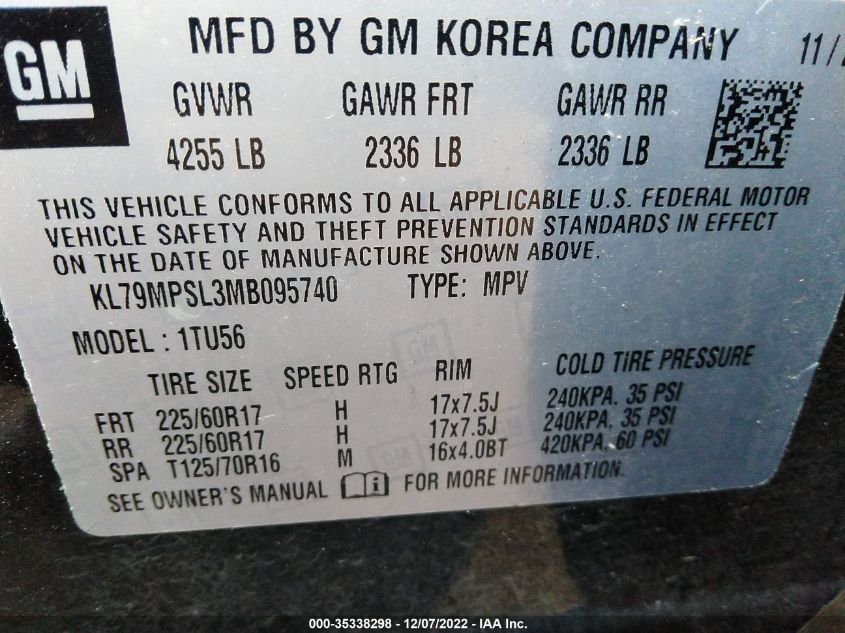 GM
MFD BY GM KOREA COMPANY 11/
GVWR GAWR FRT GAWR RR
4255 LB 2336 LB 2336 LB
THIS VEHICLE CONFORMS TO ALL APPLICABLE U.S. FEDERAL MOTOR
VEHICLE SAFETY AND THEFT PREVENTION STANDARDS IN EFFECT
ON THE DATE OF MANUFACTURE SHOWN ABOVE.
KL79MPSL3MB095740 TYPE: MPV
MODEL : 1TU56
TIRE SIZE SPEED RTG RIM COLD TIRE PRESSURE
FRT 225/60R17 H 17x7.5J 240KPA, 35 PSI
RR 225/60R17 H 17x7.5J 240KPA, 35 PSI
SPA T125/70R16 M 16x4.0BT 420KPA, 60 PSI
SEE OWNER'S MANUAL i FOR MORE INFORMATION.
000-35338298 - 12/07/2022 - IAA Inc.